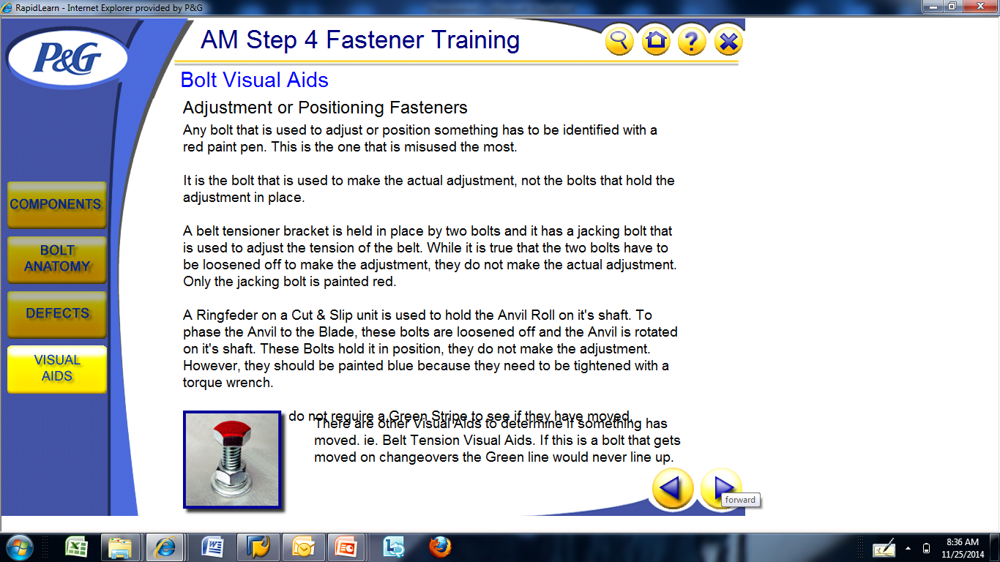 RapidLearn - Internet Explorer provided by P&G
P&G
AM Step 4 Fastener Training
?
Bolt Visual Aids
Adjustment or Positioning Fasteners
Any bolt that is used to adjust or position something has to be identified with a
red paint pen. This is the one that is misused the most.
It is the bolt that is used to make the actual adjustment, not the bolts that hold the
adjustment in place.
A belt tensioner bracket is held in place by two bolts and it has a jacking bolt that
is used to adjust the tension of the belt. While it is true that the two bolts have to
be loosened off to make the adjustment, they do not make the actual adjustment.
Only the jacking bolt is painted red.
A Ringfeder on a Cut & Slip unit is used to hold the Anvil Roll on it's shaft. To
phase the Anvil to the Blade, these bolts are loosened off and the Anvil is rotated
on it's shaft. These Bolts hold it in position, they do not make the adjustment.
However, they should be painted blue because they need to be tightened with a
torque wrench.
do not require a Green Stripe to see if they have moved.
There are other Visual Aids to determine if something has
moved. ie. Belt Tension Visual Aids. If this is a bolt that gets
moved on changeovers the Green line would never line up.
COMPONENTS
BOLT
ANATOMY
DEFECTS
VISUAL
AIDS
forward
8:36 AM
11/25/2014